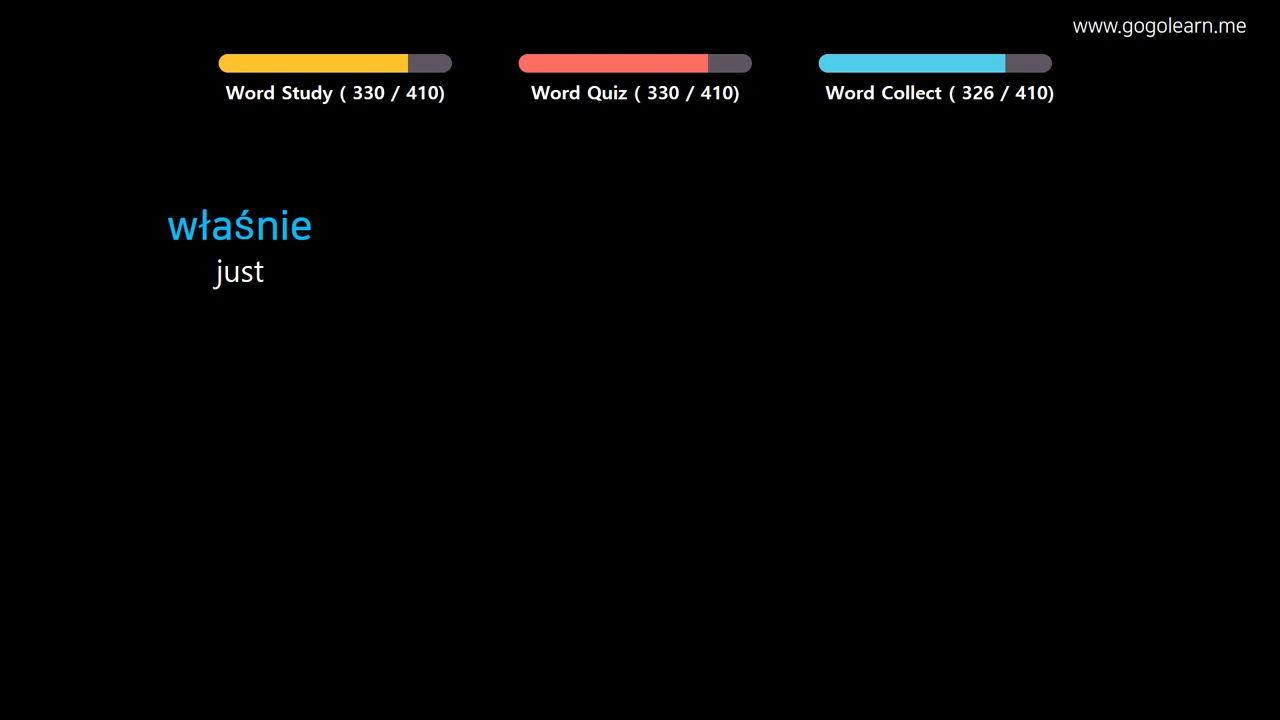 www.gogolearn.me
Word Study ( 330 / 410)
Word Quiz ( 330 / 410)
Word Collect ( 326 / 410)
właśnie
just